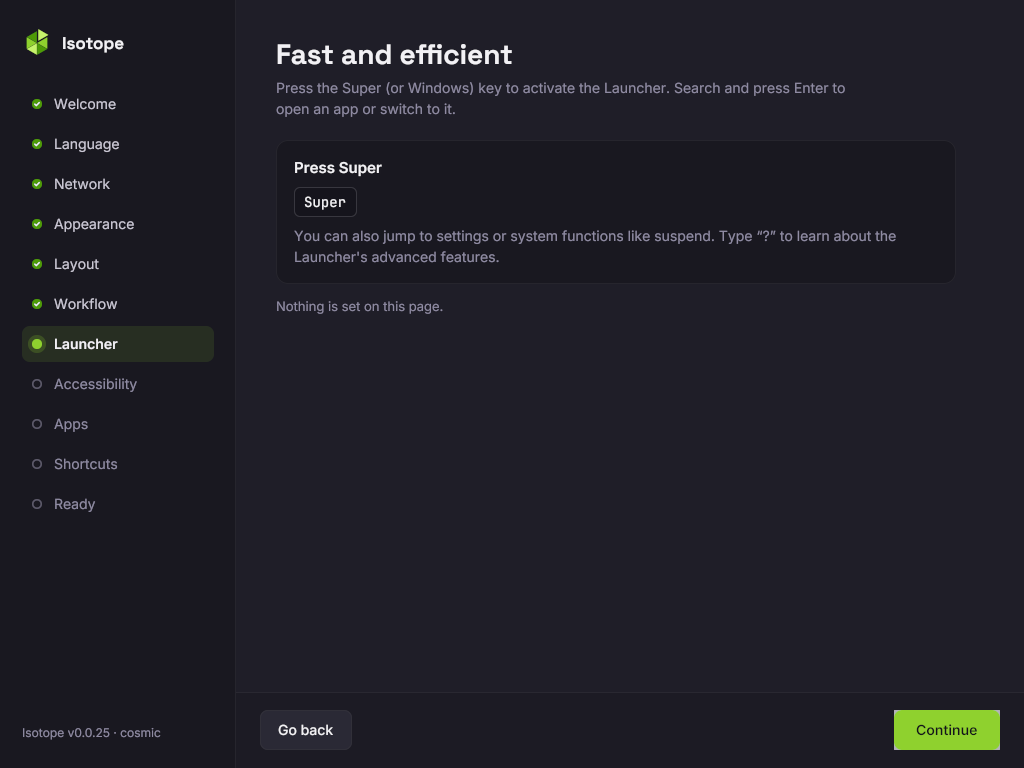 Isotope
Welcome
Language
Network
Appearance
Layout
Workflow
Launcher
Accessibility
Apps
Shortcuts
Ready
Isotope v0.0.25 · cosmic
Fast and efficient
Press the Super (or Windows) key to activate the Launcher. Search and press Enter to
open an app or switch to it.
Press Super
Super
You can also jump to settings or system functions like suspend. Type “?” to learn about the
Launcher's advanced features.
Nothing is set on this page.
Go back
Continue